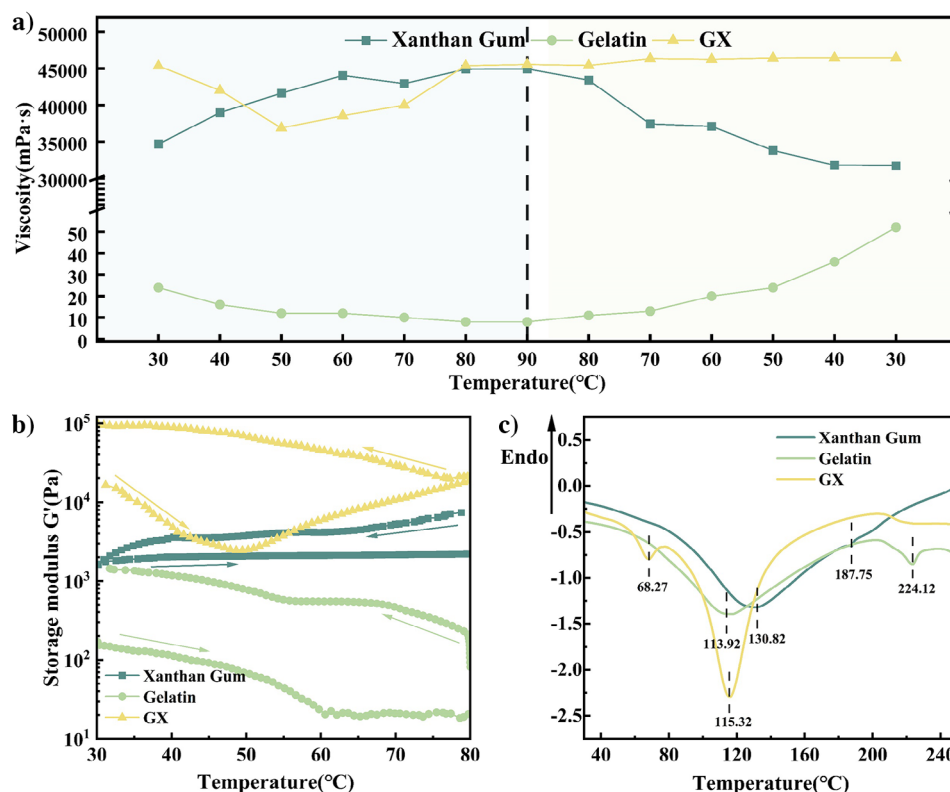 a)
Xanthan Gum Gelatin GX
Viscosity(mPa·s)
50000
45000
40000
35000
30000
50
40
30
20
10
0
30 40 50 60 70 80 90 80 70 60 50 40 30
Temperature(°C)
b)
Storage modulus G'(Pa)
10^5
10^4
10^3
10^2
10^1
Xanthan Gum
Gelatin
GX
30 40 50 60 70 80
Temperature(°C)
c)
Endo
0.5
0.0
-0.5
-1.0
-1.5
-2.0
-2.5
Xanthan Gum
Gelatin
GX
68.27
187.75
224.12
113.92
130.82
115.32
40 80 120 160 200 240
Temperature(°C)